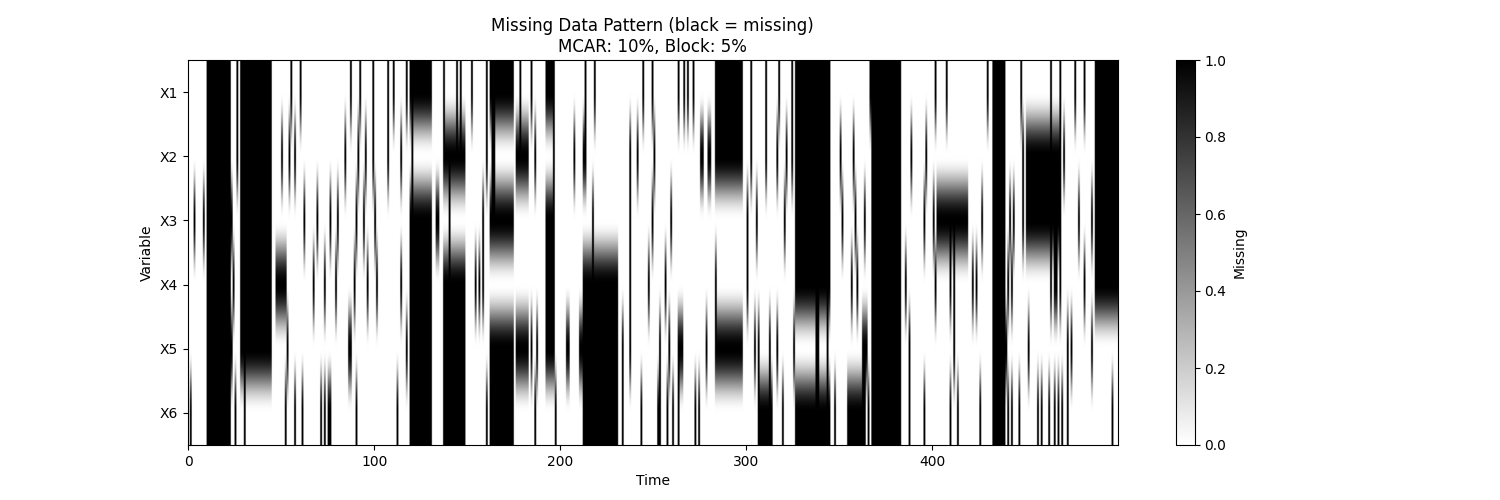 Missing Data Pattern (black = missing)
MCAR: 10%, Block: 5%
X1
X2
X3
X4
X5
X6
Variable
0
100
200
300
400
Time
1.0
0.8
0.6
0.4
0.2
0.0
Missing